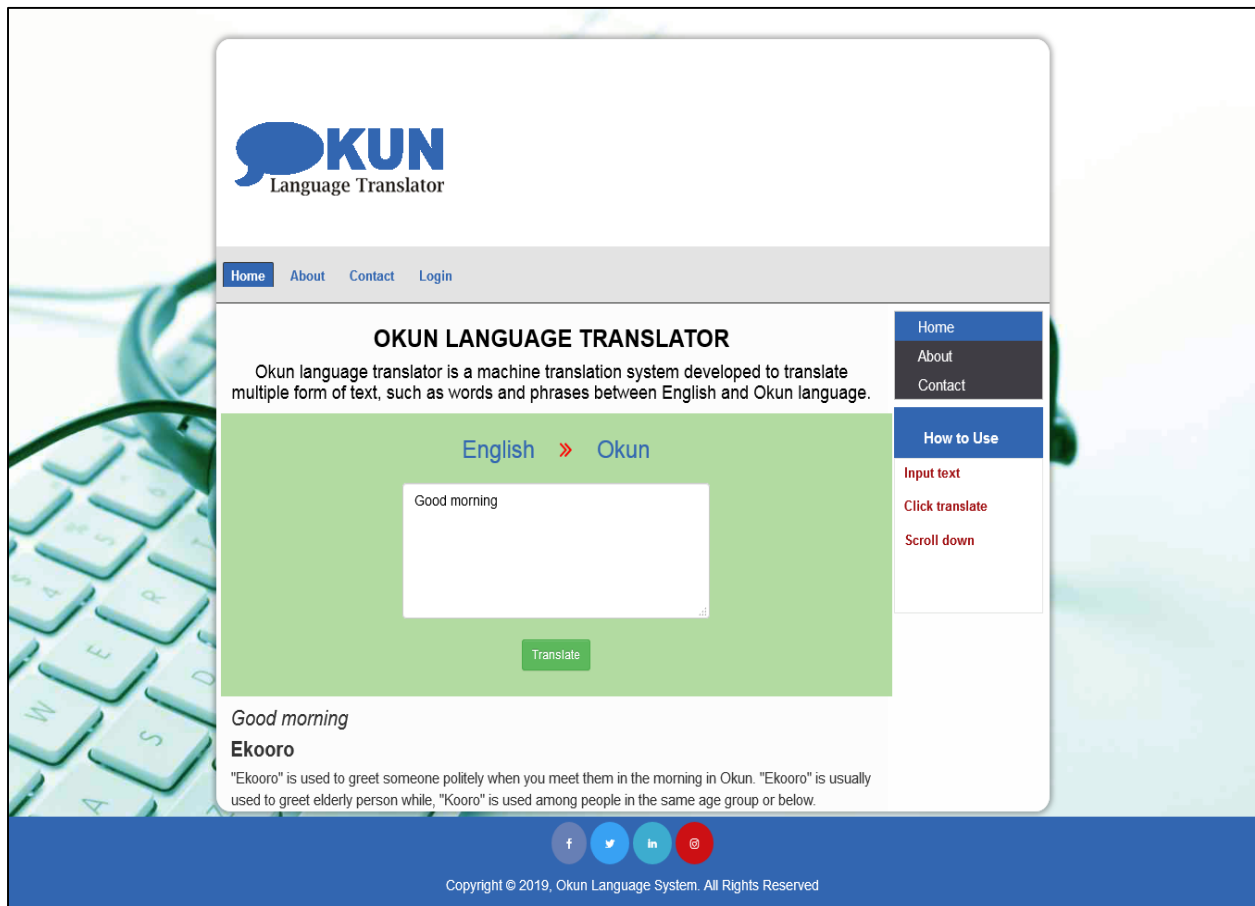 OKUN
Language Translator
Home About Contact Login
OKUN LANGUAGE TRANSLATOR
Okun language translator is a machine translation system developed to translate
multiple form of text, such as words and phrases between English and Okun language.
English » Okun
Good morning
Translate
Good morning
Ekooro
"Ekooro" is used to greet someone politely when you meet them in the morning in Okun. "Ekooro" is usually
used to greet elderly person while, "Kooro" is used among people in the same age group or below.
Home
About
Contact
How to Use
Input text
Click translate
Scroll down
Copyright © 2019, Okun Language System. All Rights Reserved